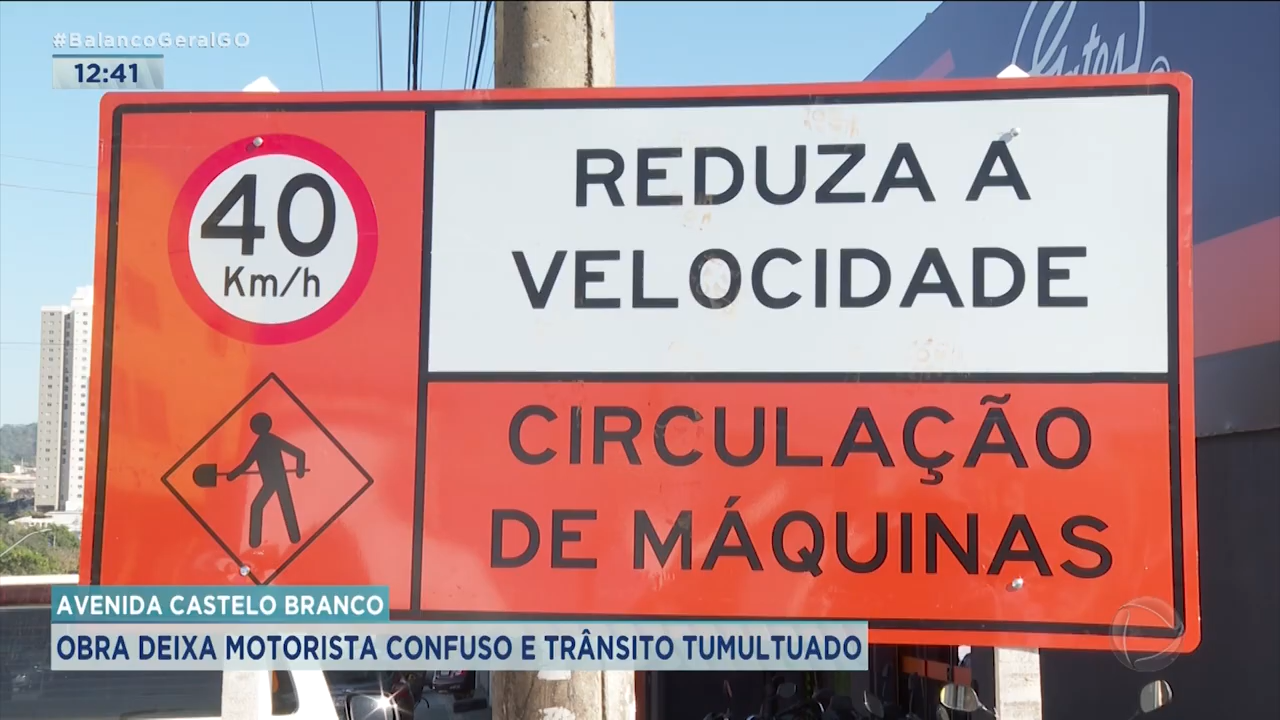 #BalancoGeralGO
12:41
Gates
40
Km/h
REDUZA A
VELOCIDADE
CIRCULAÇÃO
DE MÁQUINAS
AVENIDA CASTELO BRANCO
OBRA DEIXA MOTORISTA CONFUSO E TRÂNSITO TUMULTUADO